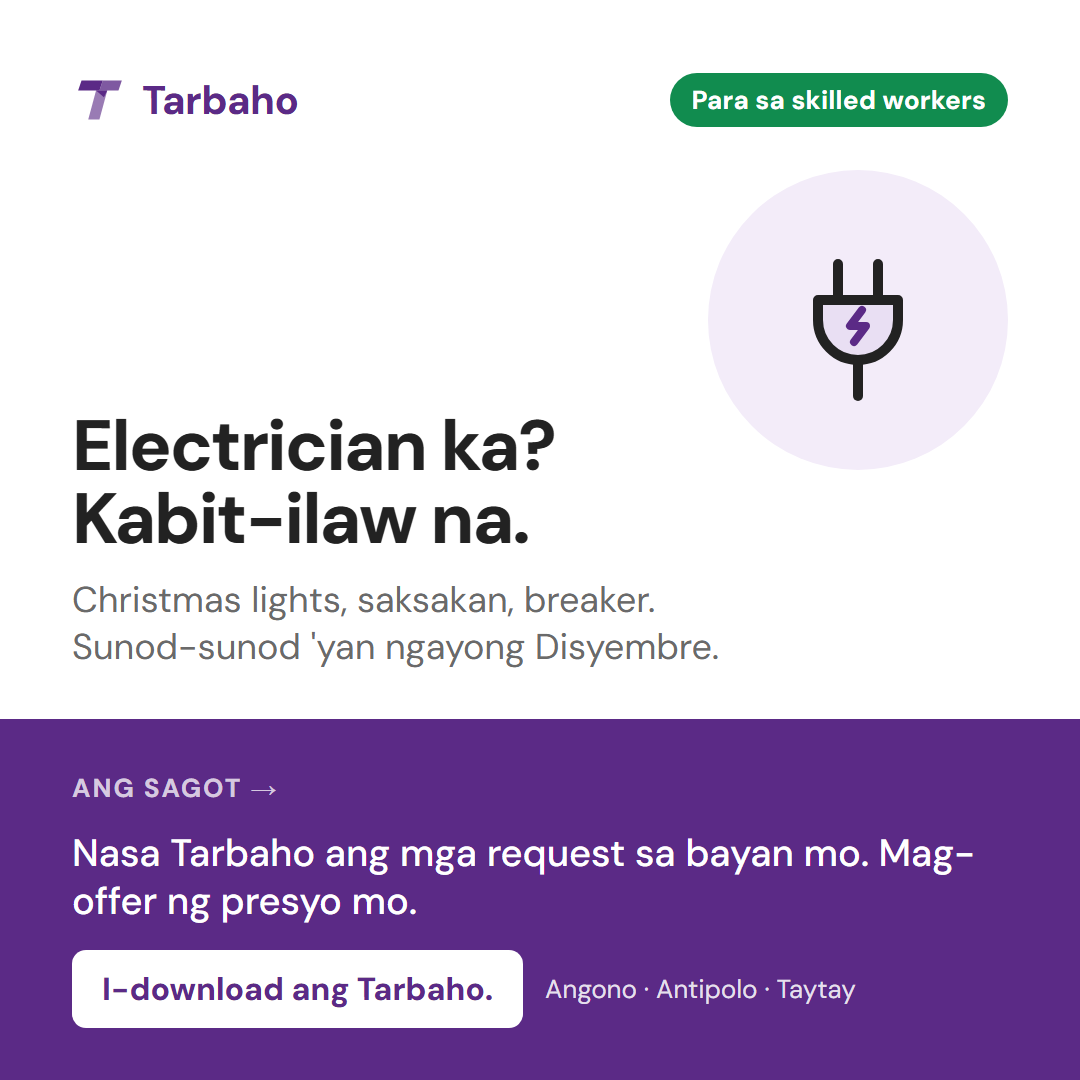 Tarbaho
Para sa skilled workers
Electrician ka?
Kabit-ilaw na.
Christmas lights, saksakan, breaker.
Sunod-sunod 'yan ngayong Disyembre.
ANG SAGOT →
Nasa Tarbaho ang mga request sa bayan mo. Mag-
offer ng presyo mo.
I-download ang Tarbaho.
Angono · Antipolo · Taytay